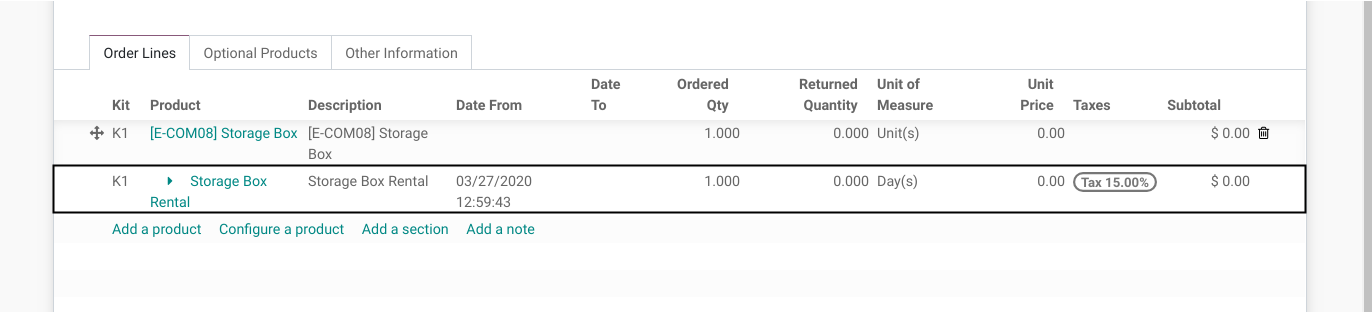 Order Lines Optional Products Other Information
Date Ordered Returned Unit of Unit
Kit Product Description Date From To Qty Quantity Measure Price Taxes Subtotal
K1 [E-COM08] Storage Box [E-COM08] Storage 1.000 0.000 Unit(s) 0.00 $ 0.00
Box
K1 Storage Box Storage Box Rental 03/27/2020 1.000 0.000 Day(s) 0.00 Tax 15.00% $ 0.00
Rental 12:59:43
Add a product Configure a product Add a section Add a note